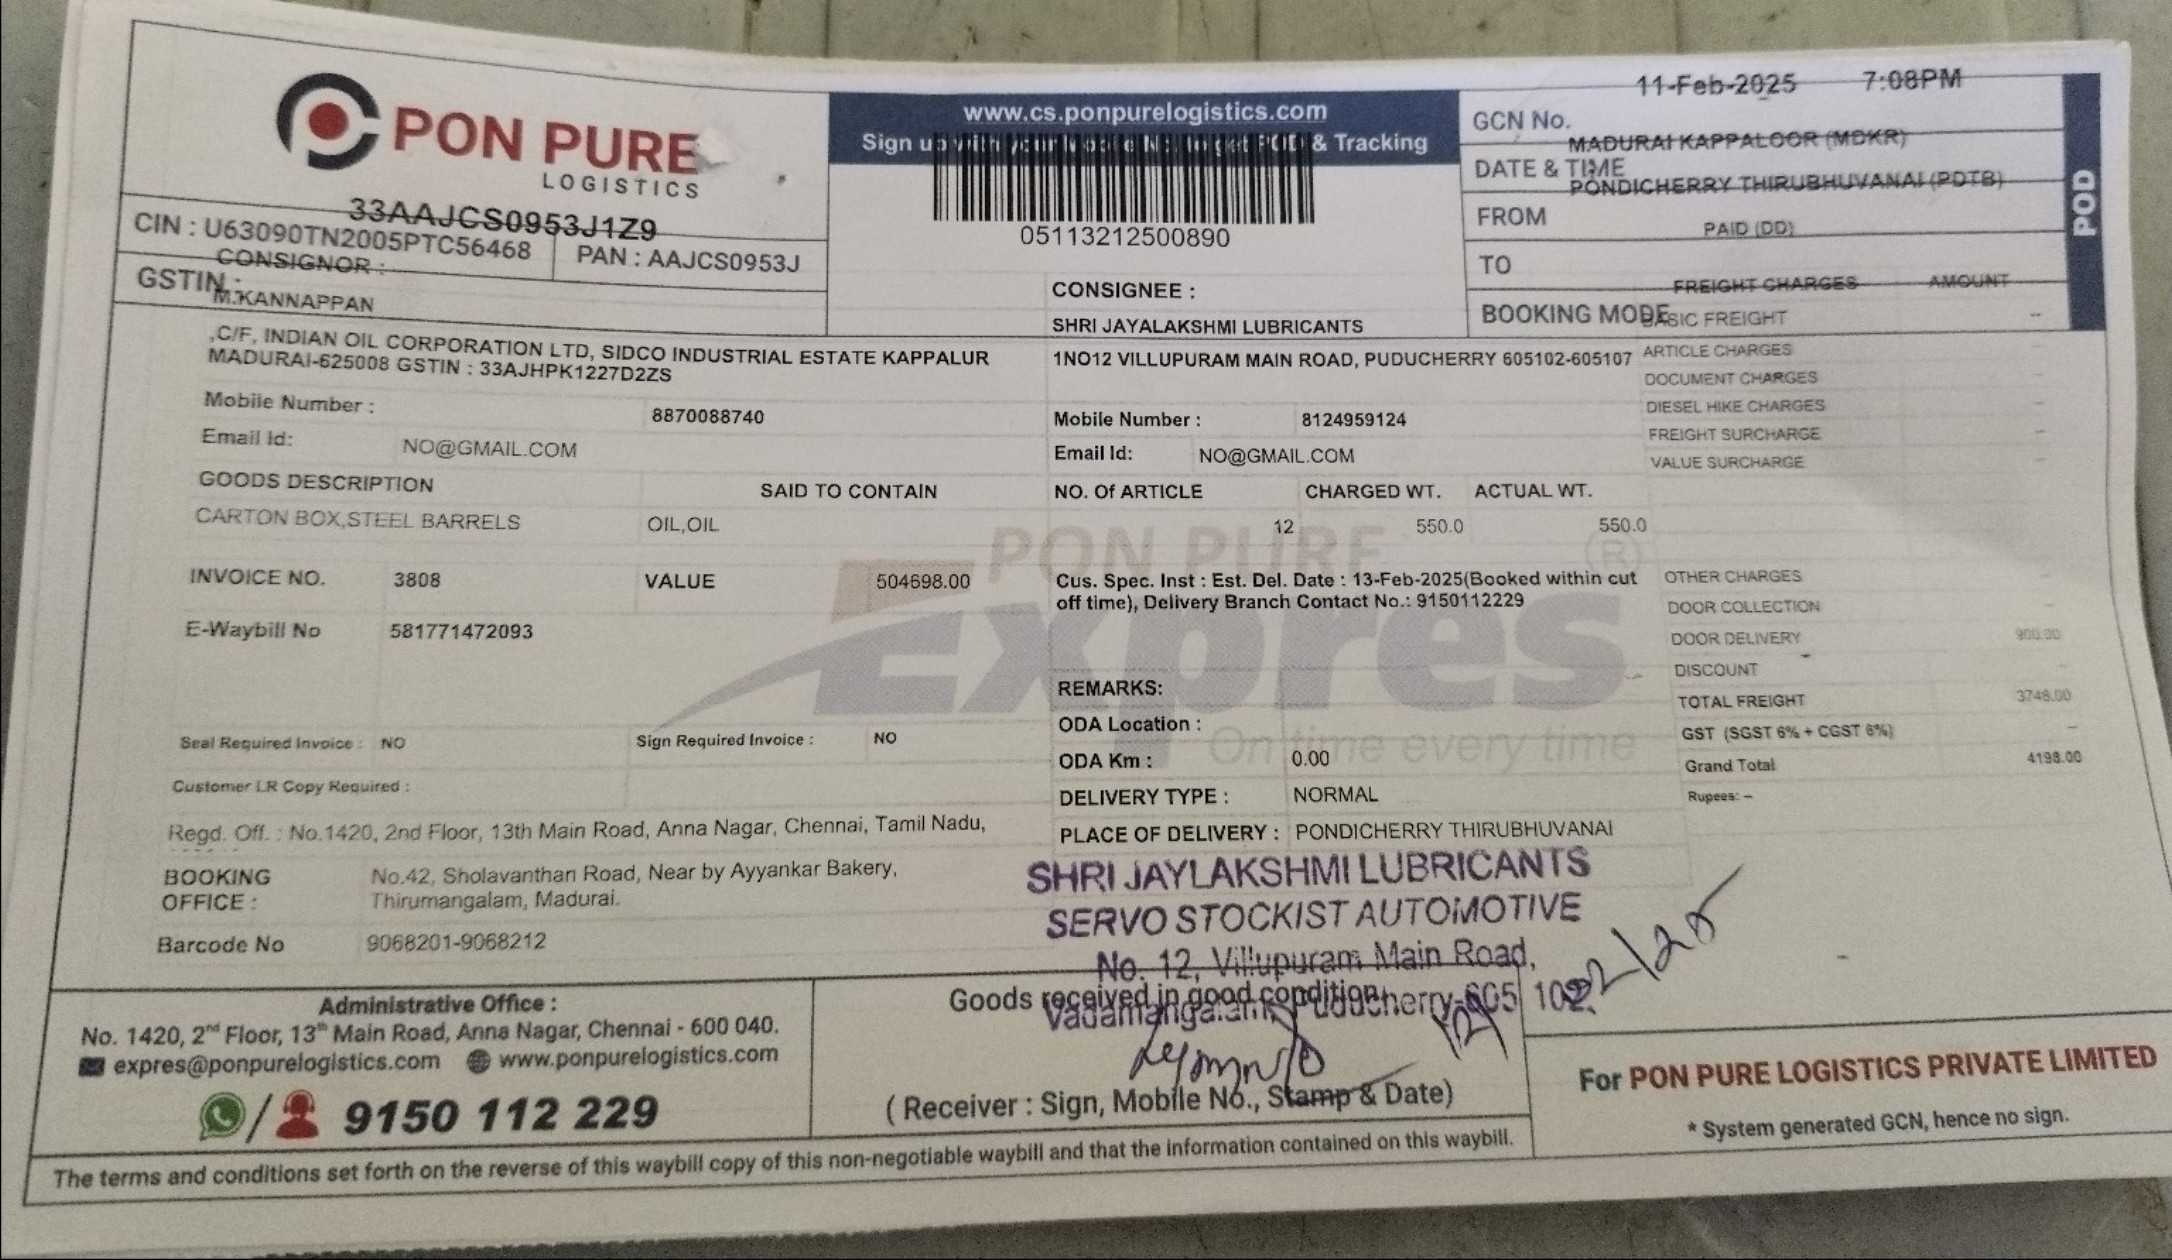 PON PURE
LOGISTICS
33AAJCS0953J1Z9
CIN : U63090TN2005PTC56468
PAN : AAJCS0953J
GSTIN :
www.cs.ponpurelogistics.com
Sign up with your Mobile No. to get POD & Tracking
05113212500890
11-Feb-2025 7:08PM
GCN No.
MADURAI KAPPALOOR (MDKR)
DATE & TIME
PONDICHERRY THIRUBHUVANAI (PDTB)
FROM
PAID (DD)
TO
FREIGHT CHARGES AMOUNT
BOOKING MODE
POD
CONSIGNOR :
M.KANNAPPAN
,C/F, INDIAN OIL CORPORATION LTD, SIDCO INDUSTRIAL ESTATE KAPPALUR
MADURAI-625008 GSTIN : 33AJHPK1227D2ZS
Mobile Number : 8870088740
Email Id: NO@GMAIL.COM
CONSIGNEE :
SHRI JAYALAKSHMI LUBRICANTS
1NO12 VILLUPURAM MAIN ROAD, PUDUCHERRY 605102-605107
Mobile Number : 8124959124
Email Id: NO@GMAIL.COM
BASIC FREIGHT --
ARTICLE CHARGES
DOCUMENT CHARGES
DIESEL HIKE CHARGES
FREIGHT SURCHARGE
VALUE SURCHARGE
GOODS DESCRIPTION SAID TO CONTAIN NO. Of ARTICLE CHARGED WT. ACTUAL WT.
CARTON BOX,STEEL BARRELS OIL,OIL 12 550.0 550.0
PON PURE ®
Expres
On time every time
INVOICE NO. 3808 VALUE 504698.00
E-Waybill No 581771472093
Cus. Spec. Inst : Est. Del. Date : 13-Feb-2025(Booked within cut
off time), Delivery Branch Contact No.: 9150112229
OTHER CHARGES
DOOR COLLECTION
DOOR DELIVERY 900.00
DISCOUNT
TOTAL FREIGHT 3748.00
GST (SGST 6% + CGST 6%) --
Grand Total 4198.00
Rupees: --
REMARKS:
ODA Location :
ODA Km : 0.00
DELIVERY TYPE : NORMAL
PLACE OF DELIVERY : PONDICHERRY THIRUBHUVANAI
Seal Required Invoice : NO Sign Required Invoice : NO
Customer LR Copy Required :
Regd. Off. : No.1420, 2nd Floor, 13th Main Road, Anna Nagar, Chennai, Tamil Nadu,
BOOKING OFFICE : No.42, Sholavanthan Road, Near by Ayyankar Bakery,
Thirumangalam, Madurai.
Barcode No 9068201-9068212
SHRI JAYLAKSHMI LUBRICANTS
SERVO STOCKIST AUTOMOTIVE
No. 12, Villupuram Main Road,
Vadamangalam, Puducherry-605 102.
Goods received in good condition
( Receiver : Sign, Mobile No., Stamp & Date)
Administrative Office :
No. 1420, 2nd Floor, 13th Main Road, Anna Nagar, Chennai - 600 040.
expres@ponpurelogistics.com www.ponpurelogistics.com
/ 9150 112 229
For PON PURE LOGISTICS PRIVATE LIMITED
* System generated GCN, hence no sign.
The terms and conditions set forth on the reverse of this waybill copy of this non-negotiable waybill and that the information contained on this waybill.